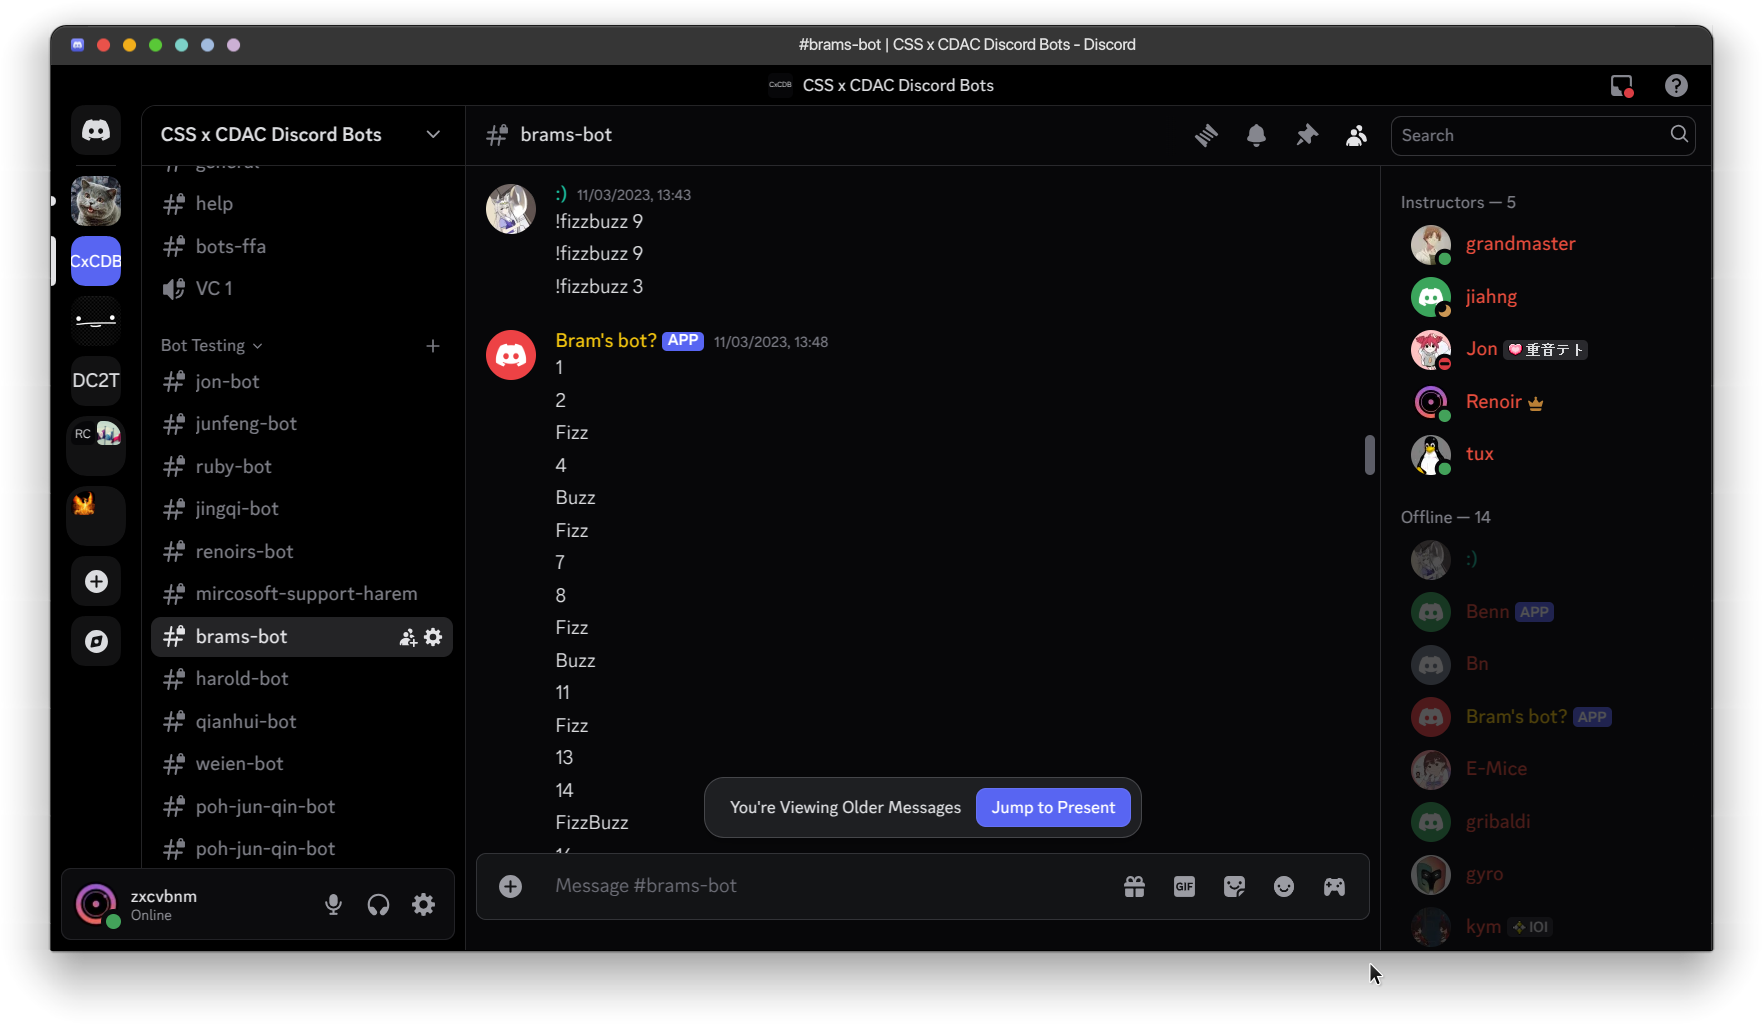 #brams-bot | CSS x CDAC Discord Bots - Discord
CxCDB CSS x CDAC Discord Bots
CxCDB
DC2T
RC
CSS x CDAC Discord Bots
general
help
bots-ffa
VC 1
Bot Testing
jon-bot
junfeng-bot
ruby-bot
jingqi-bot
renoirs-bot
mircosoft-support-harem
brams-bot
harold-bot
qianhui-bot
weien-bot
poh-jun-qin-bot
poh-jun-qin-bot
zxcvbnm
Online
brams-bot
Search
:) 11/03/2023, 13:43
!fizzbuzz 9
!fizzbuzz 9
!fizzbuzz 3
Bram's bot? APP 11/03/2023, 13:48
1
2
Fizz
4
Buzz
Fizz
7
8
Fizz
Buzz
11
Fizz
13
14
FizzBuzz
You're Viewing Older Messages Jump to Present
Message #brams-bot
GIF
Instructors — 5
grandmaster
jiahng
Jon 重音テト
Renoir
tux
Offline — 14
:)
Benn APP
Bn
Bram's bot? APP
E-Mice
gribaldi
gyro
kym IOI